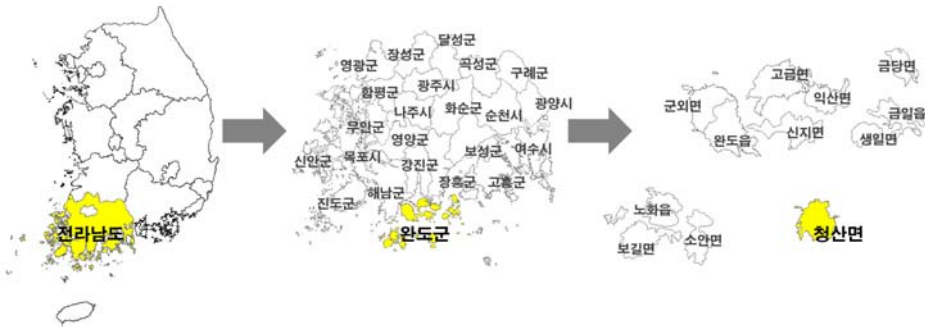 전라남도
달성군
장성군
영광군
곡성군
구례군
함평군
광주시
나주시
화순군
순천시
광양시
무안군
영양군
보성군
여수시
신안군
목포시
강진군
장흥군
고흥군
해남군
진도군
완도군
금당면
고금면
익산면
군외면
금일읍
완도읍
신지면
생일면
노화읍
보길면
소안면
청산면